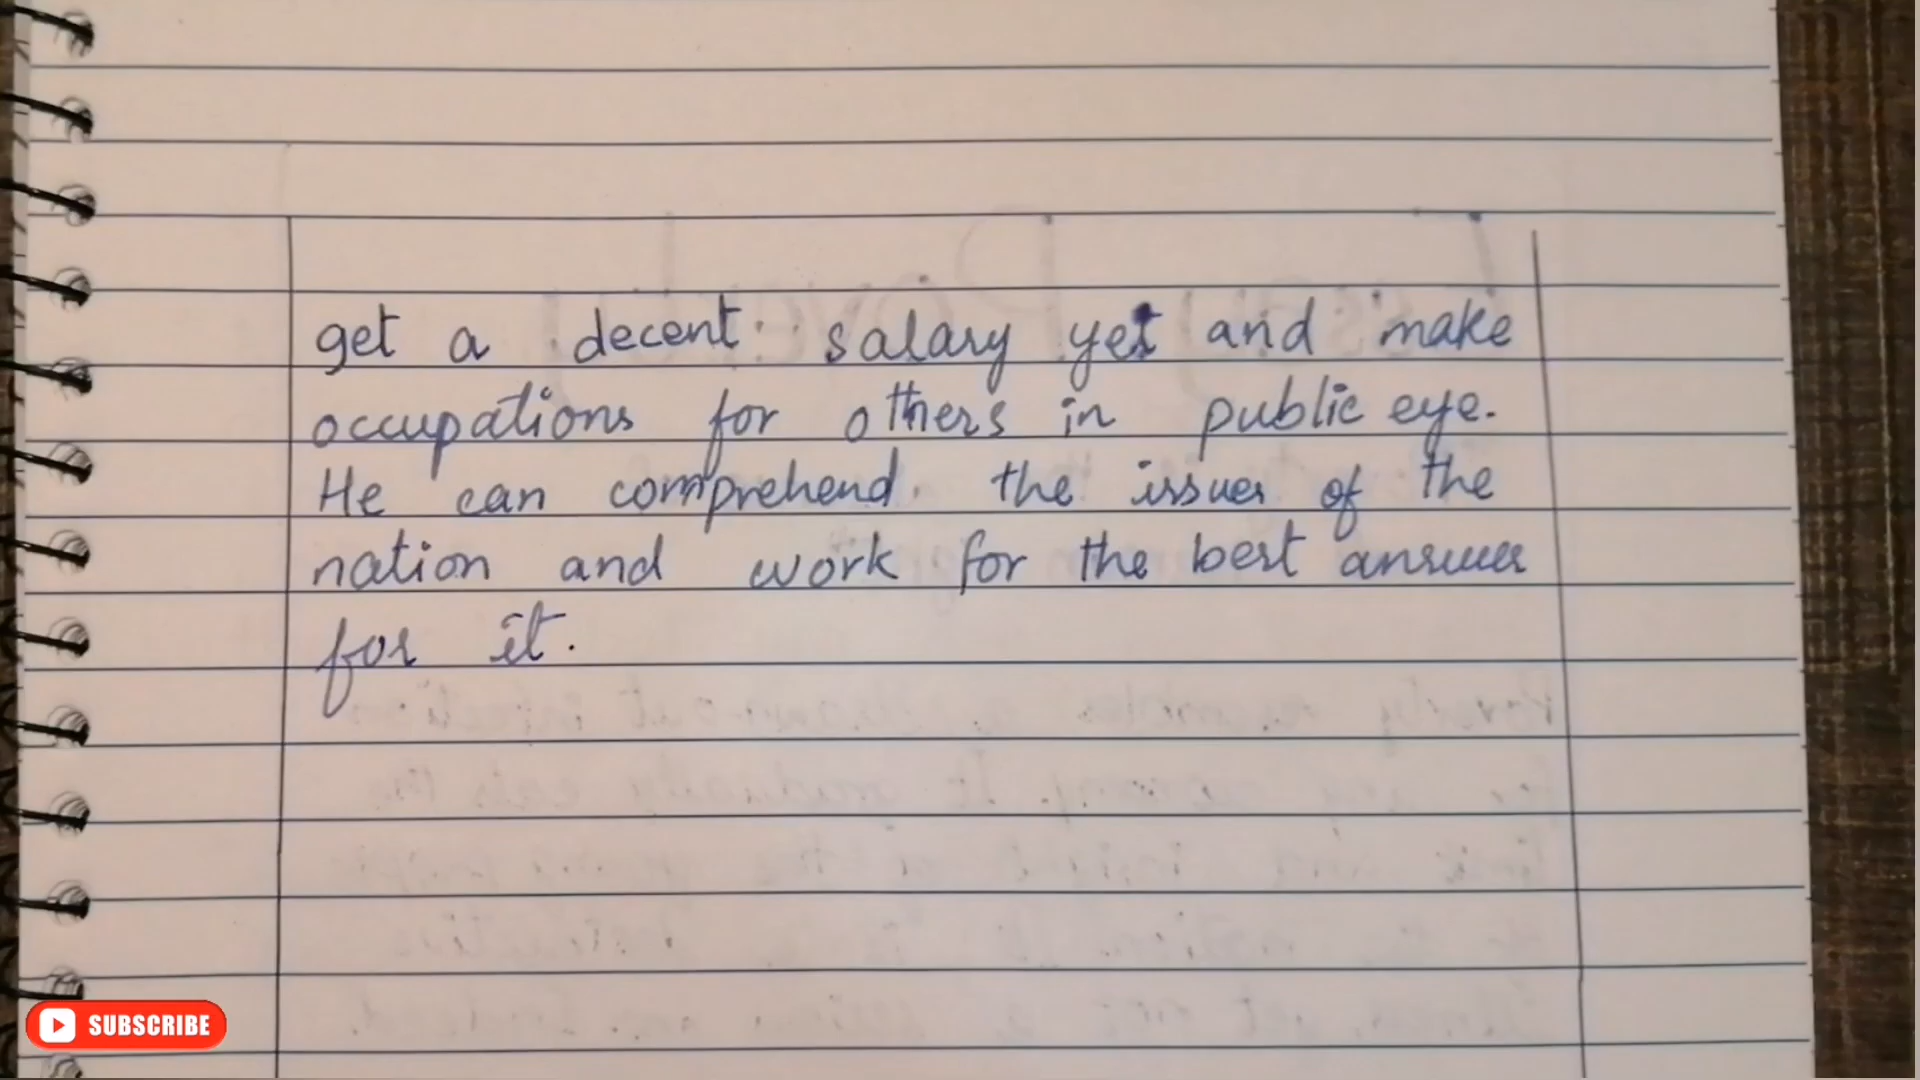 get a decent salary yet and make
occupations for others in public eye.
He can comprehend the issues of the
nation and work for the best answer
for it.
SUBSCRIBE